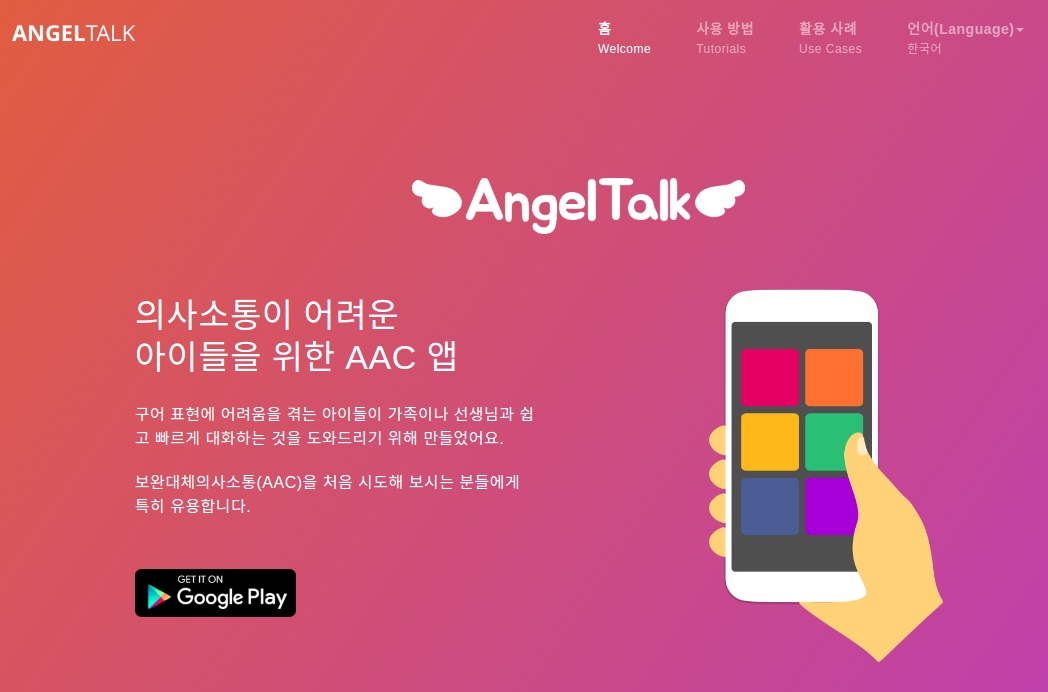 ANGELTALK
홈
Welcome
사용 방법
Tutorials
활용 사례
Use Cases
언어(Language)
한국어
AngelTalk
의사소통이 어려운
아이들을 위한 AAC 앱
구어 표현에 어려움을 겪는 아이들이 가족이나 선생님과 쉽
고 빠르게 대화하는 것을 도와드리기 위해 만들었어요.
보완대체의사소통(AAC)을 처음 시도해 보시는 분들에게
특히 유용합니다.
GET IT ON
Google Play